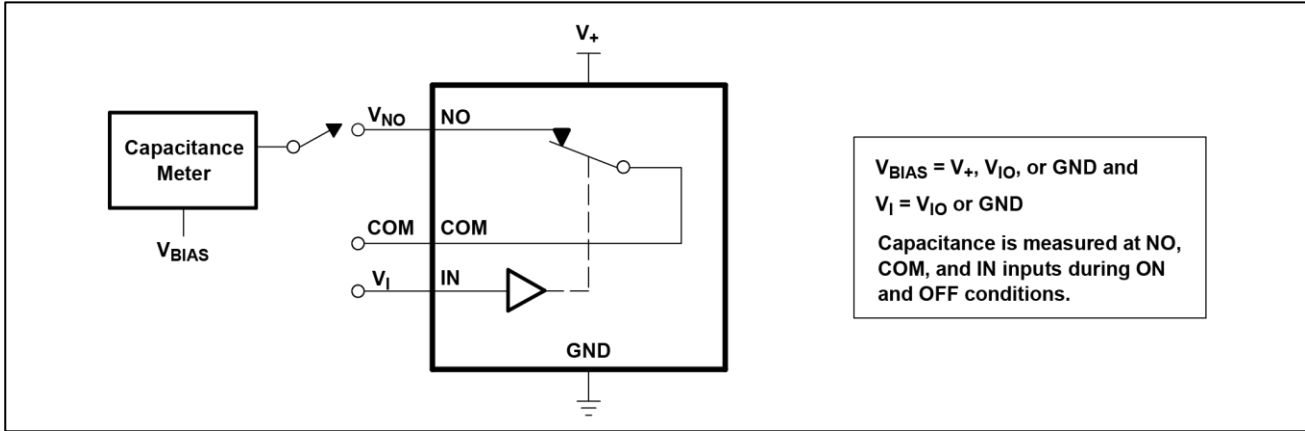 V+
Capacitance
Meter
VBIAS
VNO
NO
COM
COM
VI
IN
GND
VBIAS = V+, VIO, or GND and
VI = VIO or GND
Capacitance is measured at NO,
COM, and IN inputs during ON
and OFF conditions.